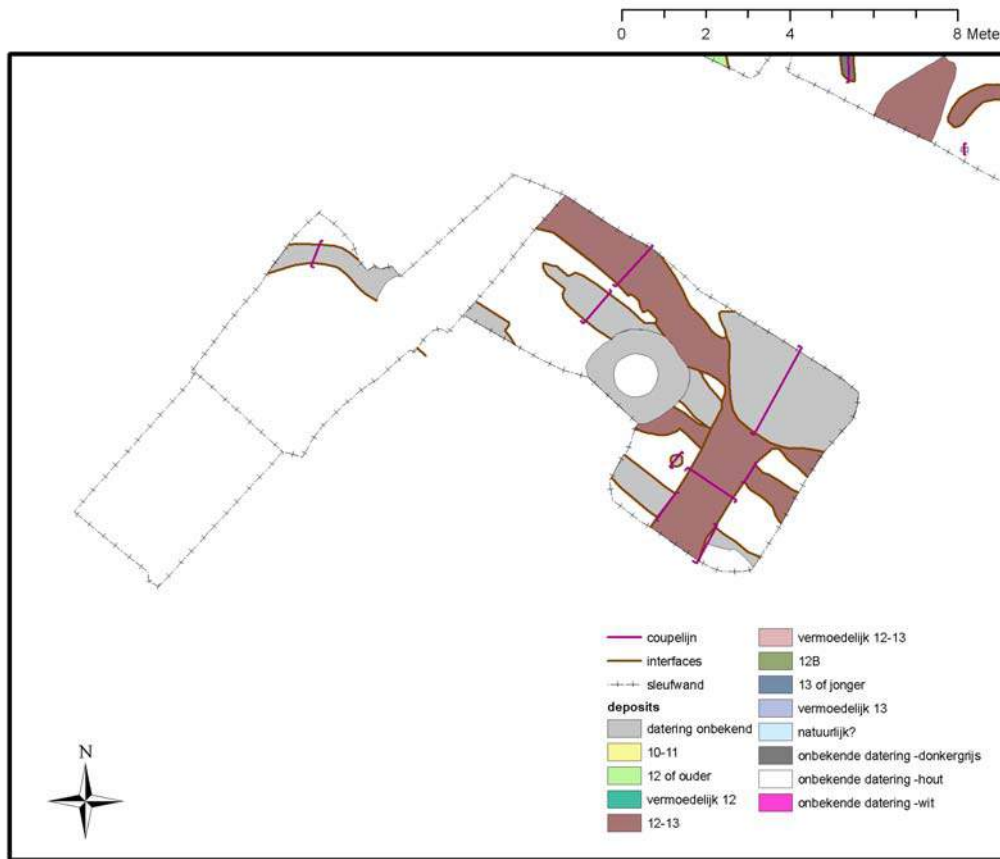 0 2 4 8 Mete
coupelijn
interfaces
sleufwand
deposits
datering onbekend
10-11
12 of ouder
vermoedelijk 12
12-13
vermoedelijk 12-13
12B
13 of jonger
vermoedelijk 13
natuurlijk?
onbekende datering -donkergrijs
onbekende datering -hout
onbekende datering -wit
N